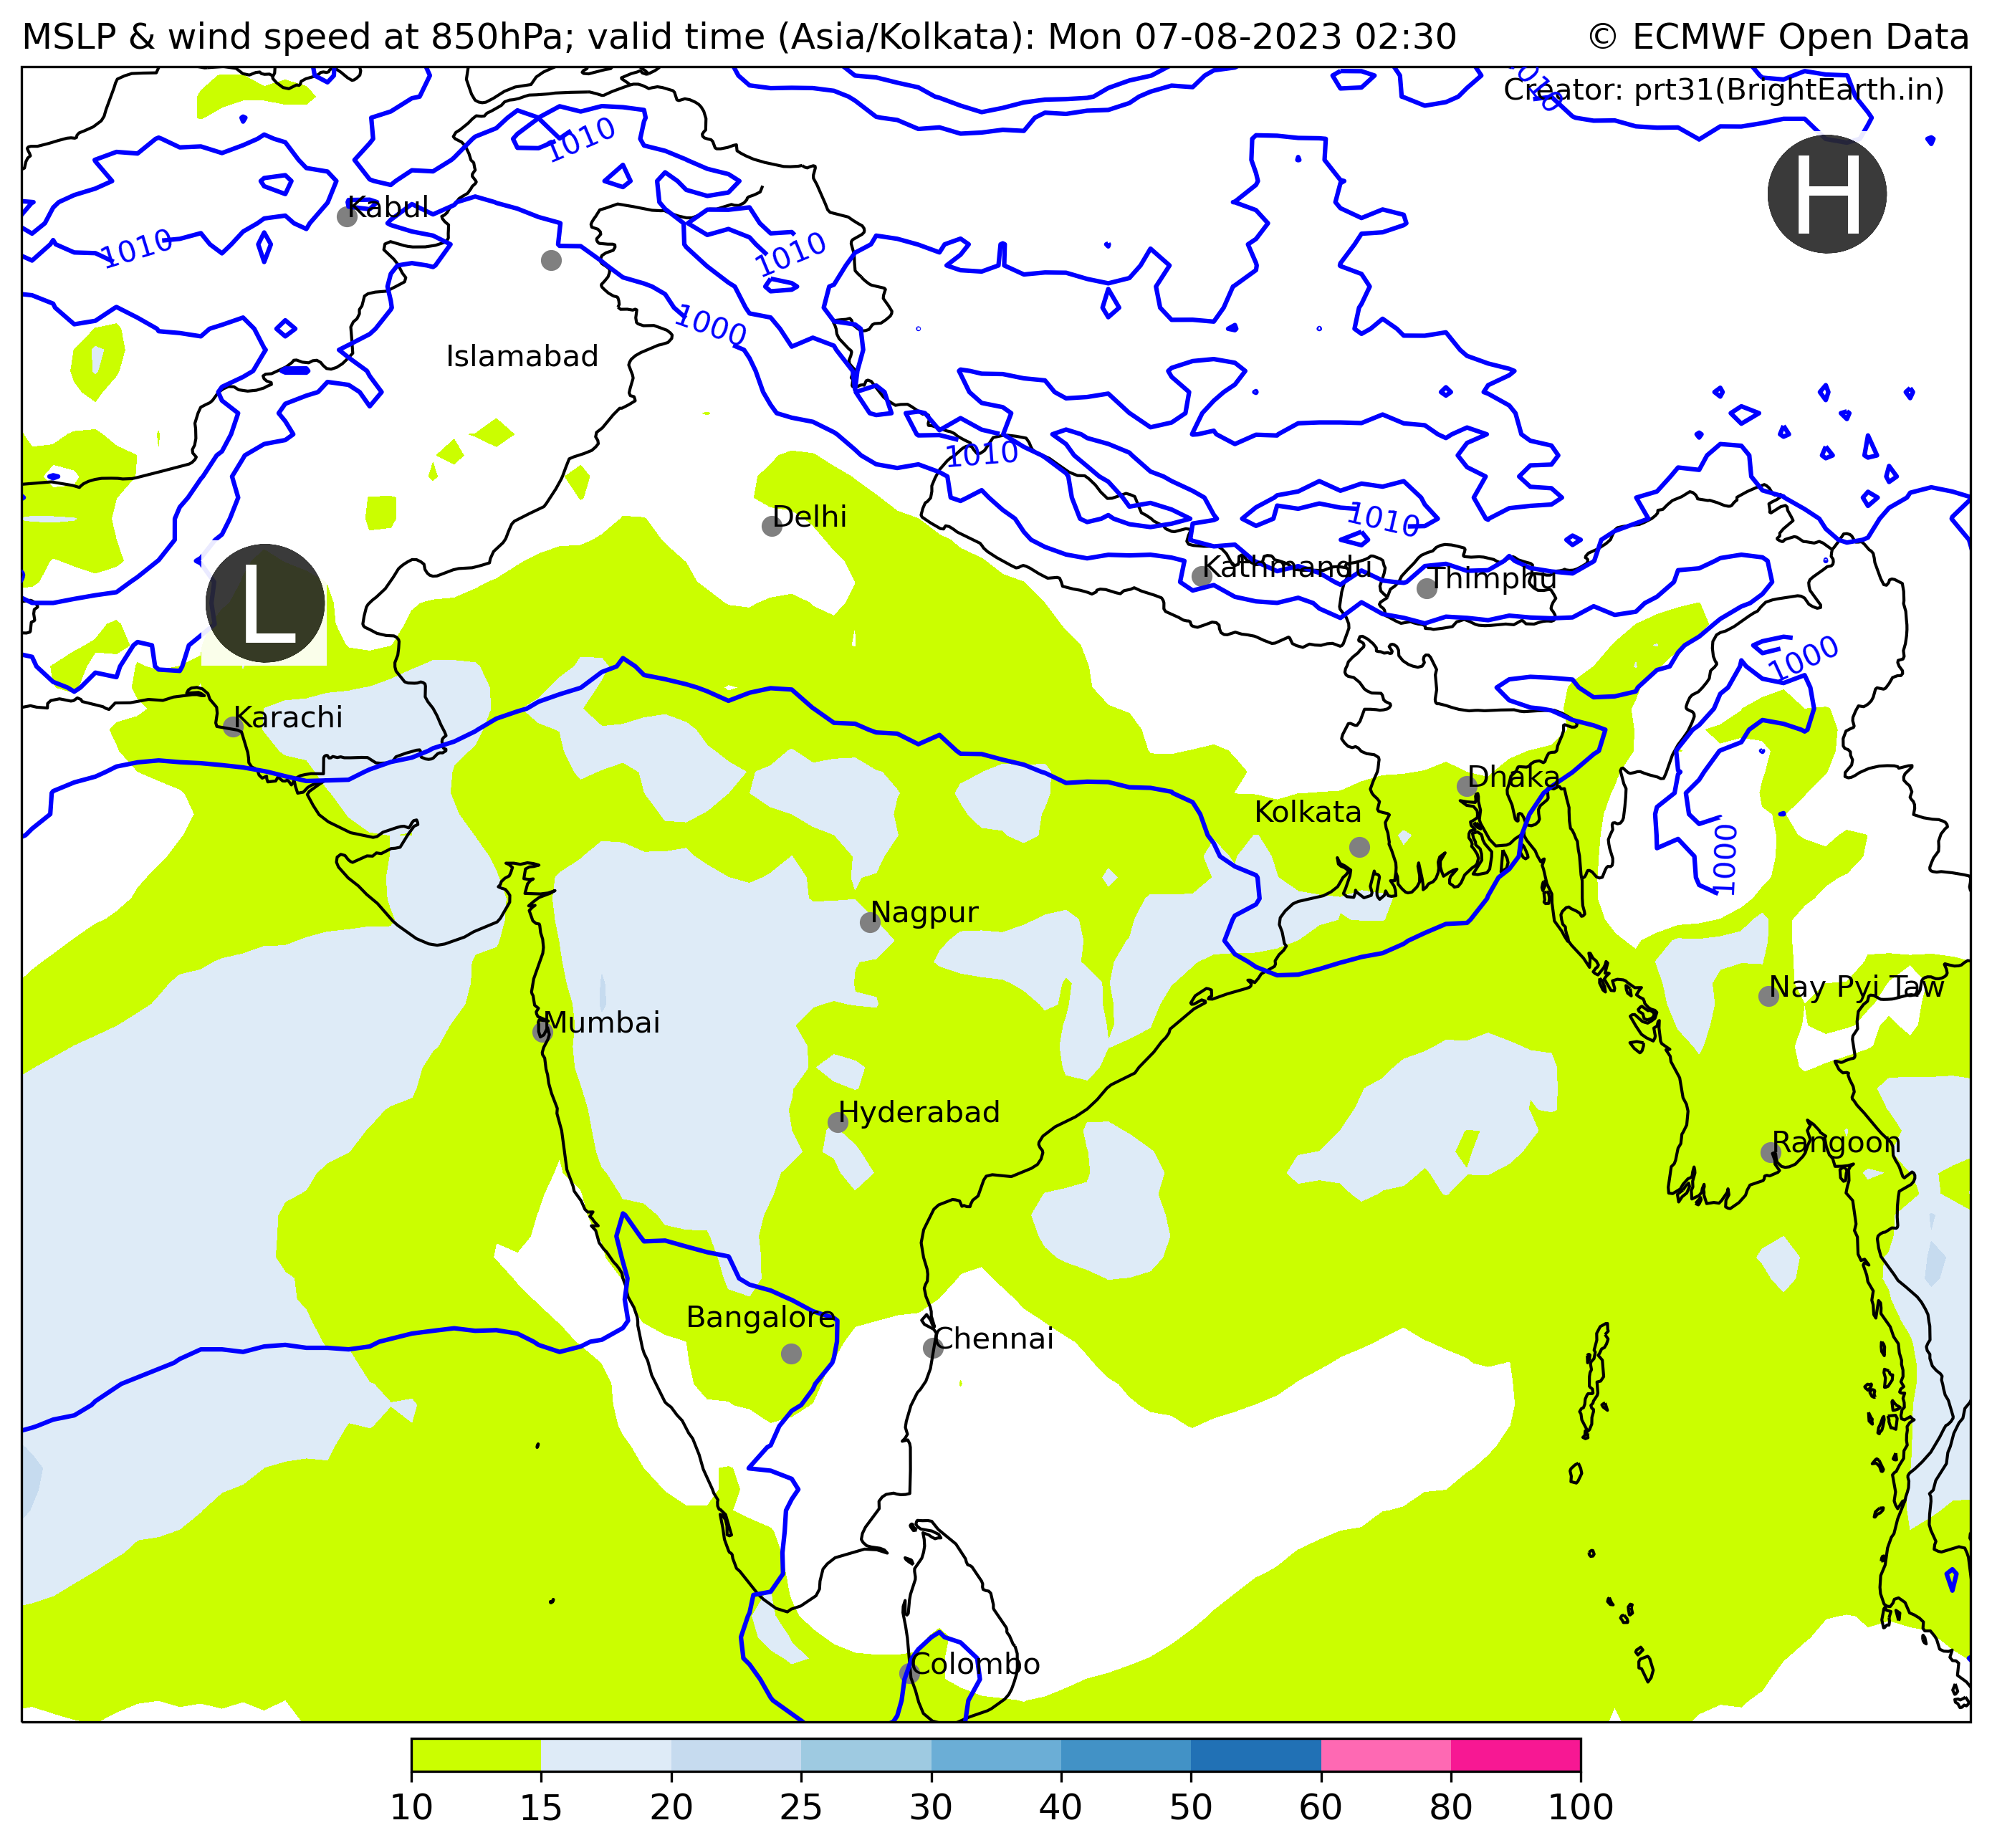 MSLP & wind speed at 850hPa; valid time (Asia/Kolkata): Mon 07-08-2023 02:30
© ECMWF Open Data
1010
Creator: prt31(BrightEarth.in)
1010
H
Kabul
1010
1010
1000
Islamabad
1010
Delhi
1010
Kathmandu
Thimphu
L
1000
Karachi
Dhaka
Kolkata
1000
Nagpur
Nay Pyi Taw
Mumbai
Hyderabad
Rangoon
Bangalore
Chennai
Colombo
10 15 20 25 30 40 50 60 80 100